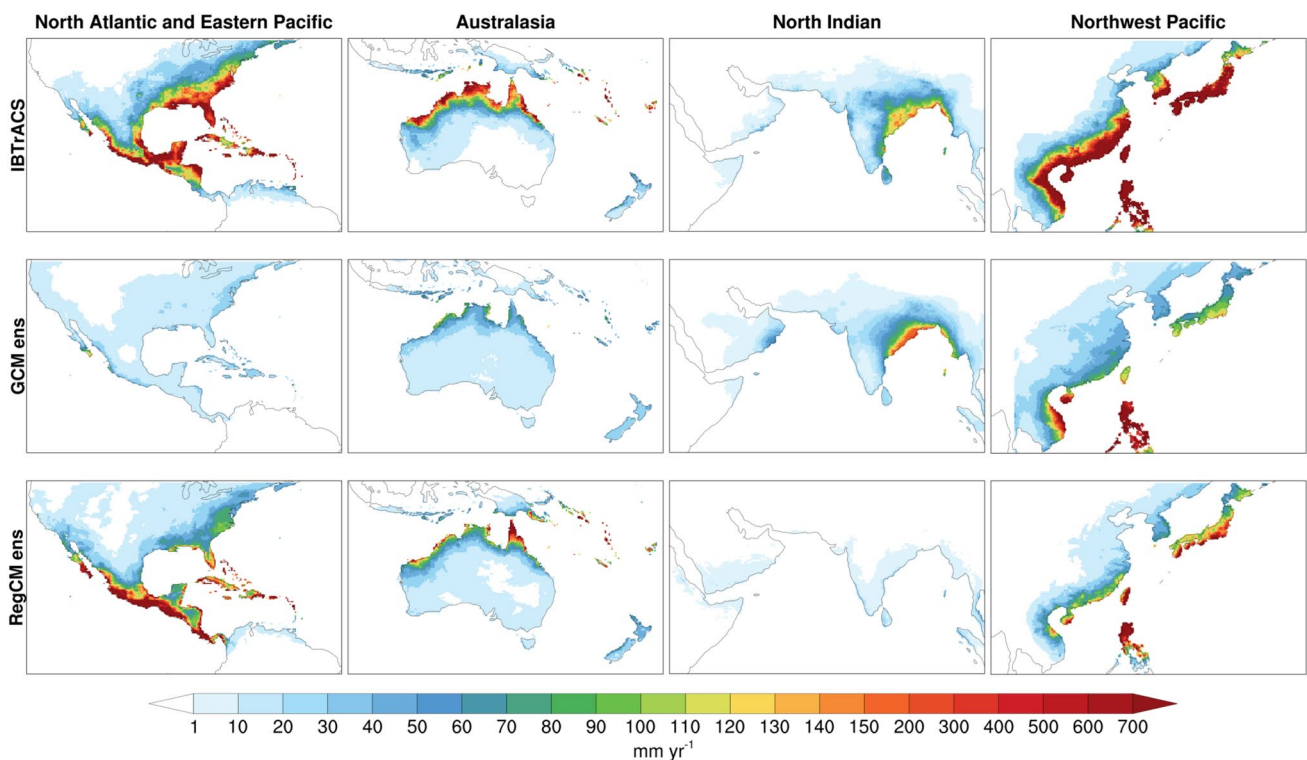 North Atlantic and Eastern Pacific Australasia North Indian Northwest Pacific
IBTrACS
GCM ens
RegCM ens
1 10 20 30 40 60 70 80 90 100 110 120 130 140 150 200 300 400 500 600 700
mm yr⁻¹